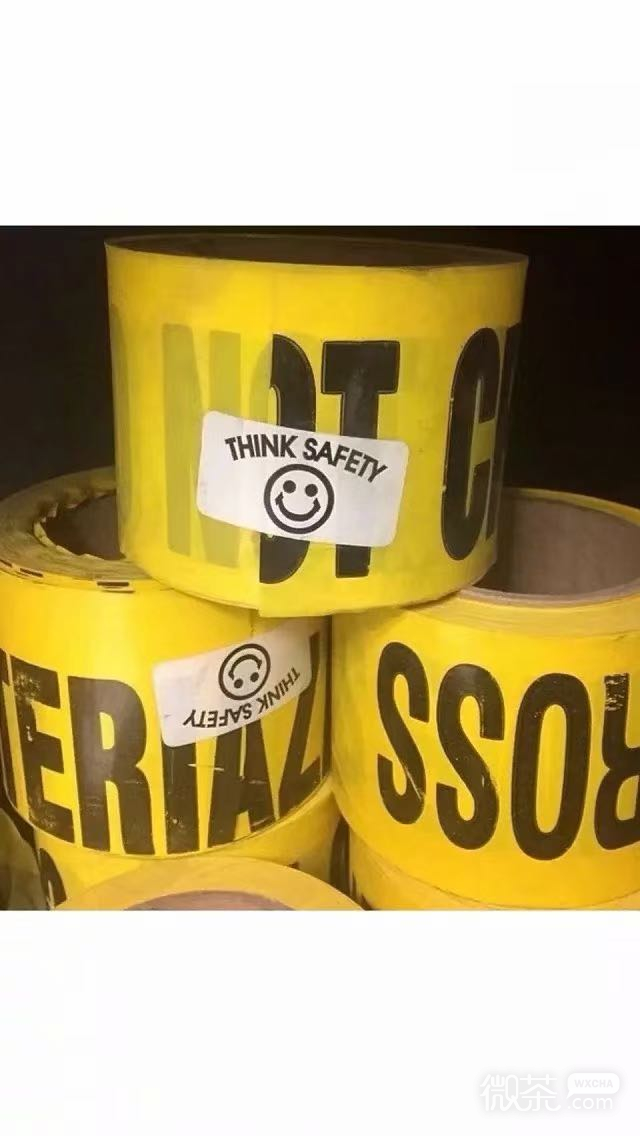 NOT C
THINK SAFETY
THINK SAFETY
TERIAL
ROSS
微茶 WXCHA
.com